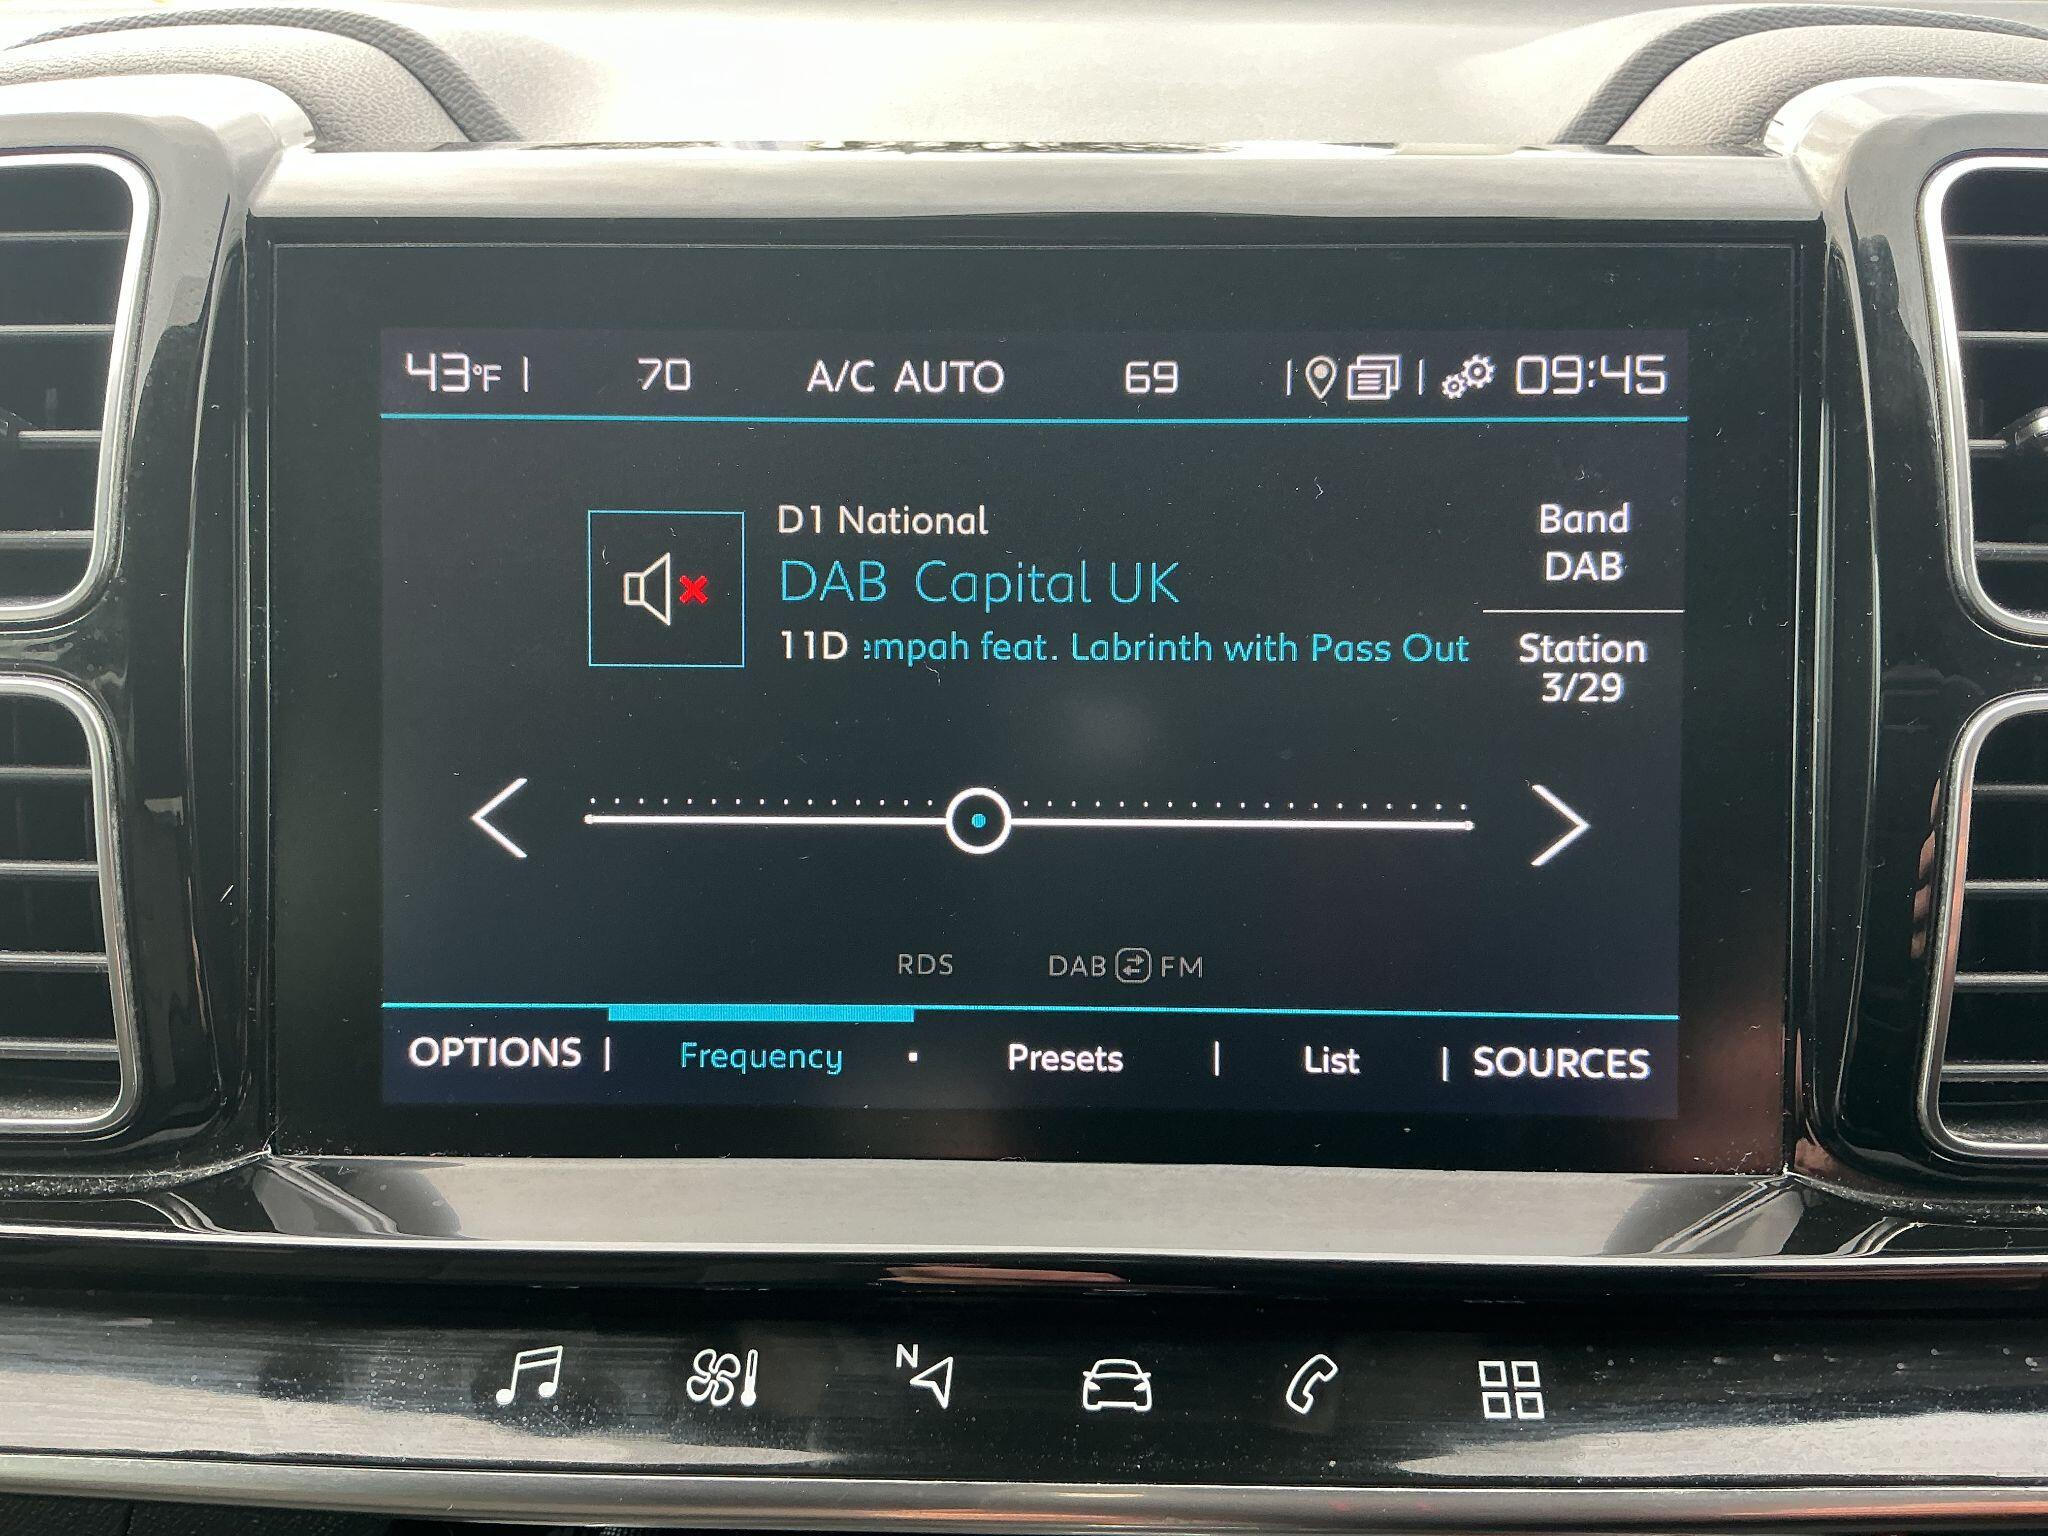 43°F | 70 A/C AUTO 69 | | 09:45
D1 National
DAB Capital UK
11D empah feat. Labrinth with Pass Out
Band
DAB
Station
3/29
RDS DAB FM
OPTIONS | Frequency · Presets | List | SOURCES
N